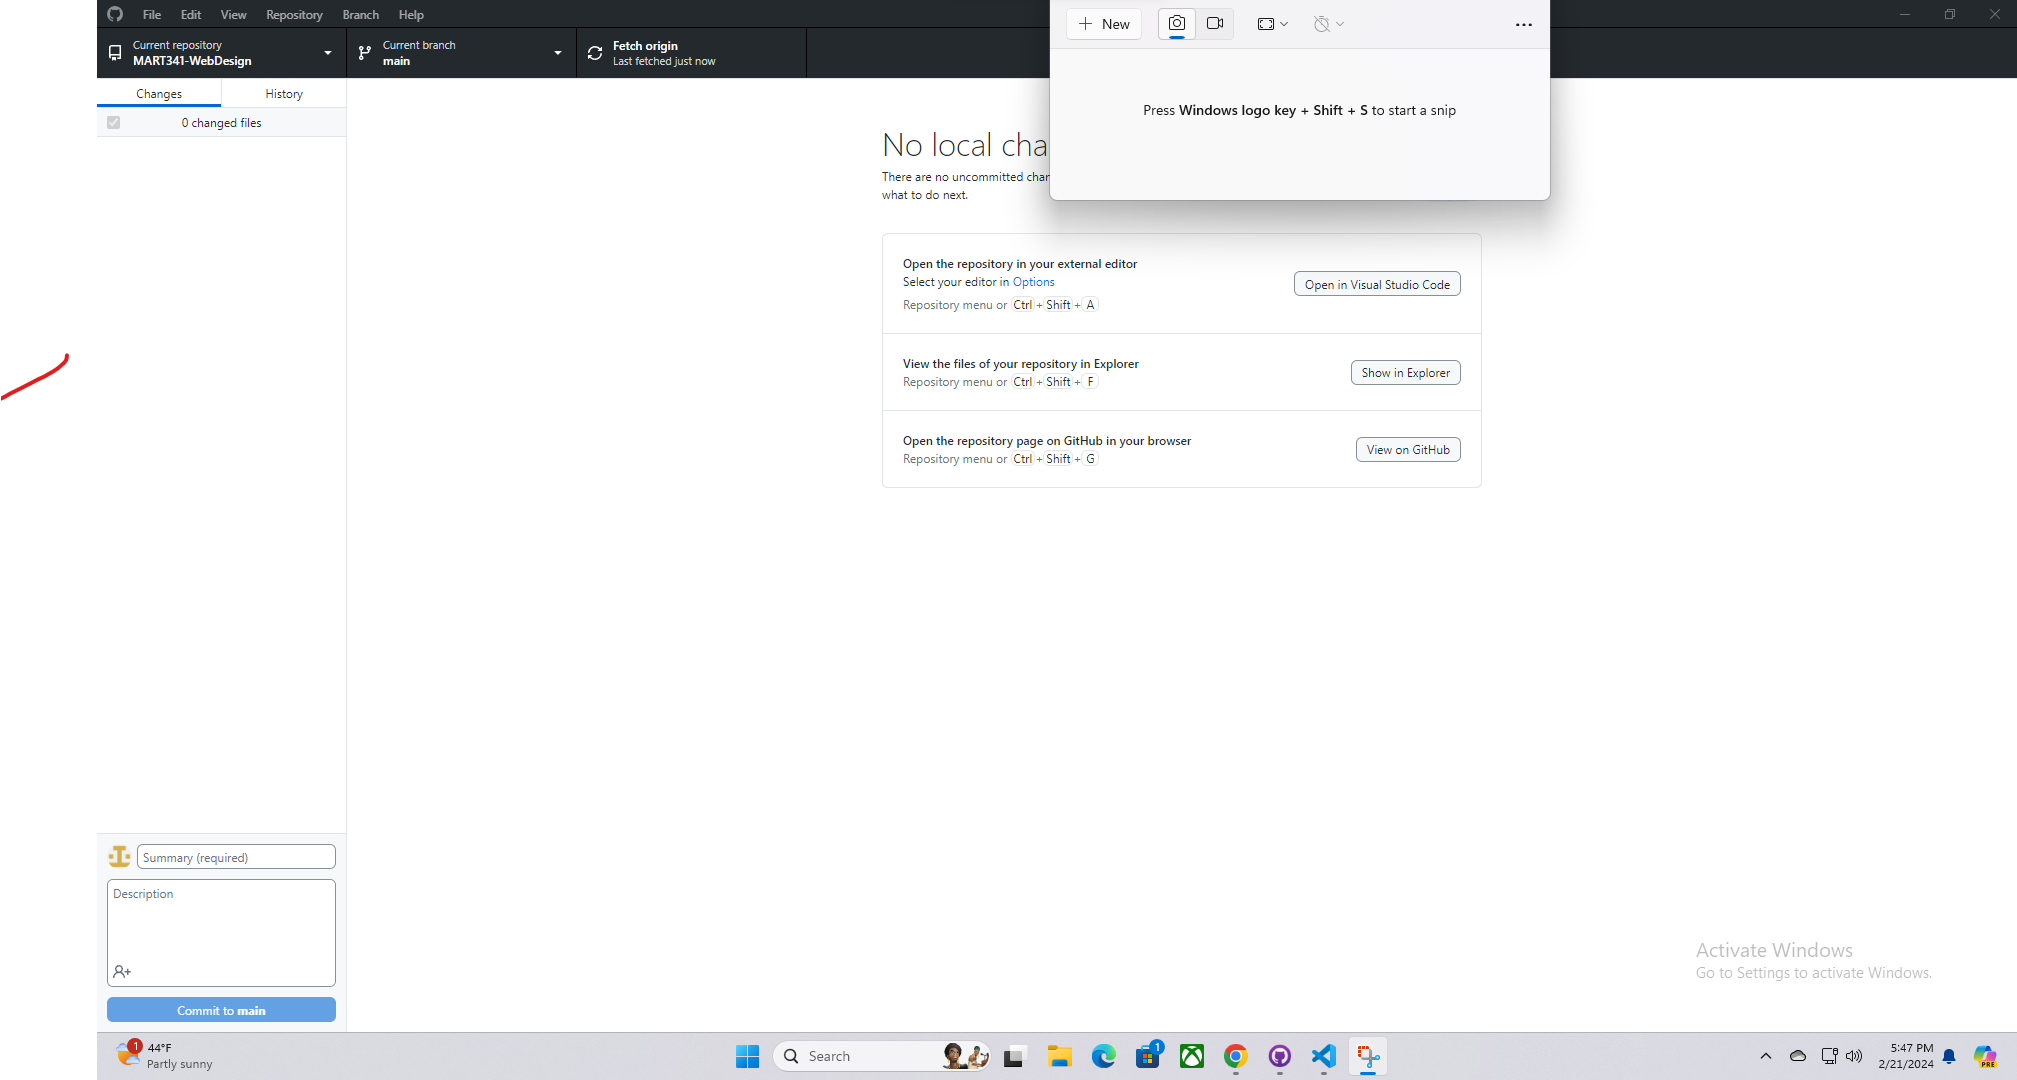 File Edit View Repository Branch Help
Current repository
MART341-WebDesign
Current branch
main
Fetch origin
Last fetched just now
New
Press Windows logo key + Shift + S to start a snip
Changes History
0 changed files
No local cha
There are no uncommitted char
what to do next.
Open the repository in your external editor
Select your editor in Options
Repository menu or Ctrl + Shift + A
Open in Visual Studio Code
View the files of your repository in Explorer
Repository menu or Ctrl + Shift + F
Show in Explorer
Open the repository page on GitHub in your browser
Repository menu or Ctrl + Shift + G
View on GitHub
Summary (required)
Description
Commit to main
Activate Windows
Go to Settings to activate Windows.
1
44°F
Partly sunny
Search
1
5:47 PM
2/21/2024
PRE